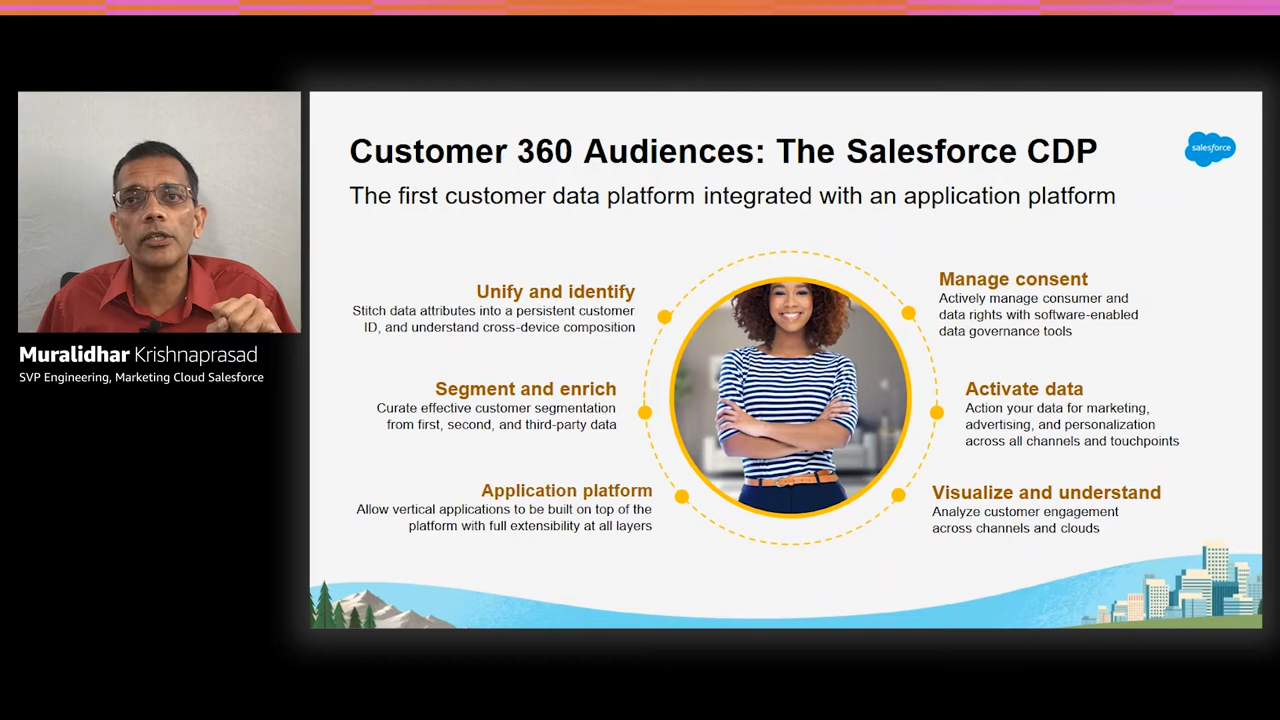 Muralidhar Krishnaprasad
SVP Engineering, Marketing Cloud Salesforce
Customer 360 Audiences: The Salesforce CDP
The first customer data platform integrated with an application platform
salesforce
Unify and identify
Stitch data attributes into a persistent customer
ID, and understand cross-device composition
Segment and enrich
Curate effective customer segmentation
from first, second, and third-party data
Application platform
Allow vertical applications to be built on top of the
platform with full extensibility at all layers
Manage consent
Actively manage consumer and
data rights with software-enabled
data governance tools
Activate data
Action your data for marketing,
advertising, and personalization
across all channels and touchpoints
Visualize and understand
Analyze customer engagement
across channels and clouds